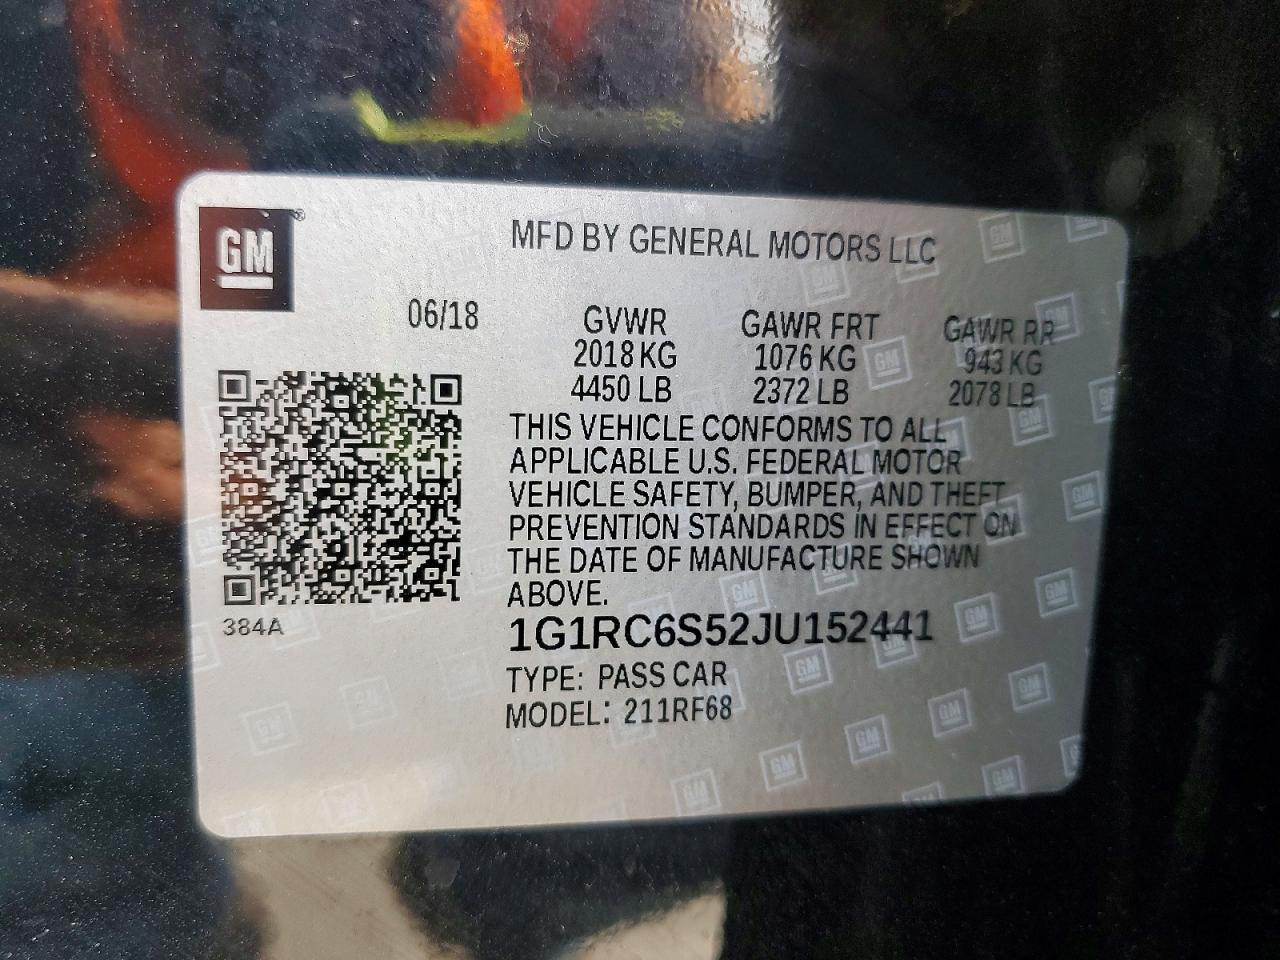 GM®
MFD BY GENERAL MOTORS LLC
06/18
GVWR GAWR FRT GAWR RR
2018 KG 1076 KG 943 KG
4450 LB 2372 LB 2078 LB
THIS VEHICLE CONFORMS TO ALL
APPLICABLE U.S. FEDERAL MOTOR
VEHICLE SAFETY, BUMPER, AND THEFT
PREVENTION STANDARDS IN EFFECT ON
THE DATE OF MANUFACTURE SHOWN
ABOVE.
384A
1G1RC6S52JU152441
TYPE: PASS CAR
MODEL: 211RF68